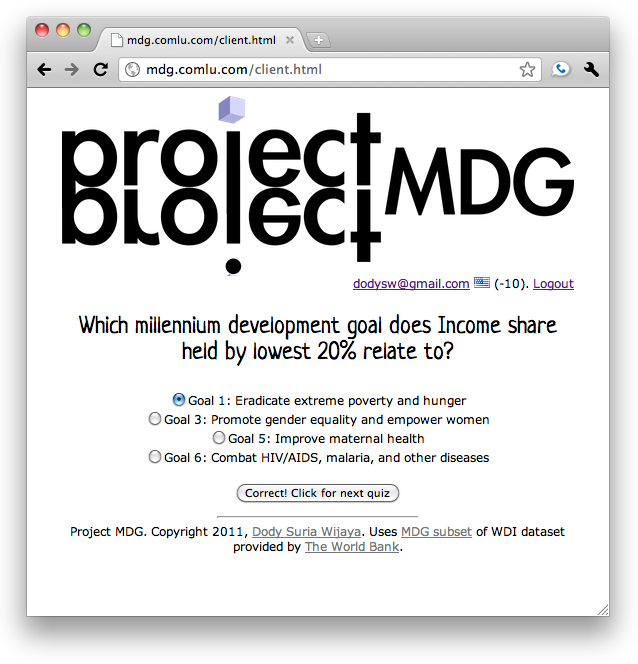 mdg.comlu.com/client.html
mdg.comlu.com/client.html
project MDG
project
dodysw@gmail.com (-10). Logout
Which millennium development goal does Income share
held by lowest 20% relate to?
Goal 1: Eradicate extreme poverty and hunger
Goal 3: Promote gender equality and empower women
Goal 5: Improve maternal health
Goal 6: Combat HIV/AIDS, malaria, and other diseases
Correct! Click for next quiz
Project MDG. Copyright 2011, Dody Suria Wijaya. Uses MDG subset of WDI dataset
provided by The World Bank.